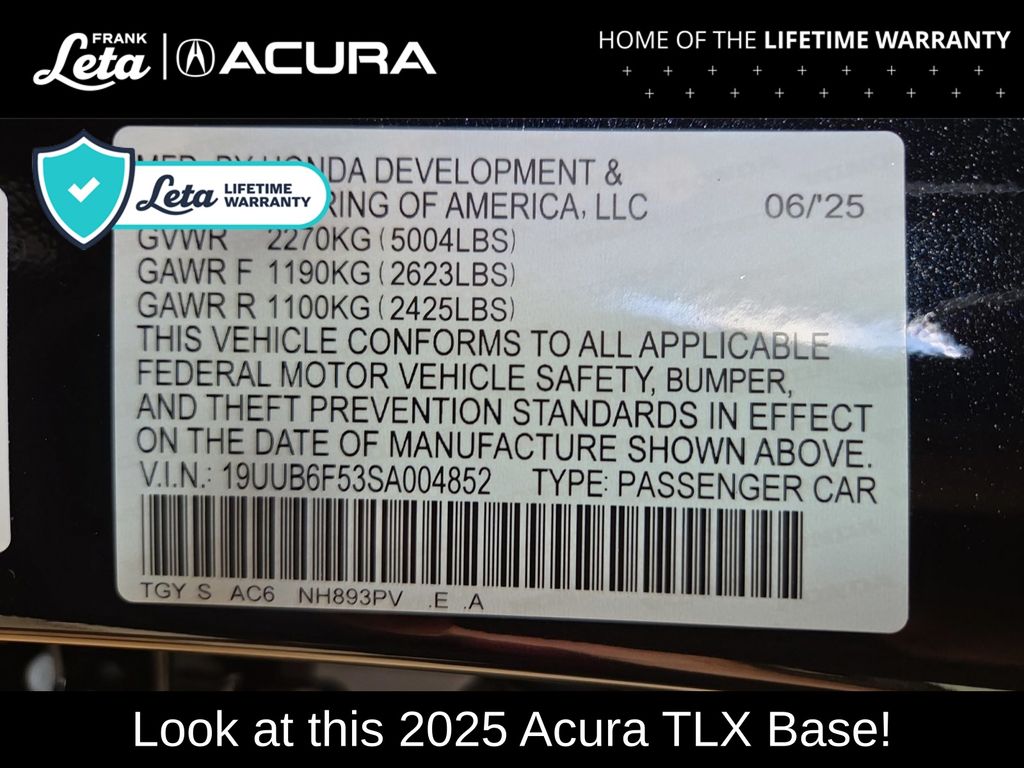 FRANK
Leta
ACURA
HOME OF THE LIFETIME WARRANTY
MFD. BY HONDA DEVELOPMENT &
RING OF AMERICA, LLC 06/'25
Leta LIFETIME
WARRANTY
GVWR 2270KG (5004LBS)
GAWR F 1190KG (2623LBS)
GAWR R 1100KG (2425LBS)
THIS VEHICLE CONFORMS TO ALL APPLICABLE
FEDERAL MOTOR VEHICLE SAFETY, BUMPER,
AND THEFT PREVENTION STANDARDS IN EFFECT
ON THE DATE OF MANUFACTURE SHOWN ABOVE.
V.I.N.: 19UUB6F53SA004852 TYPE: PASSENGER CAR
TGY S AC6 NH893PV .E .A
Look at this 2025 Acura TLX Base!